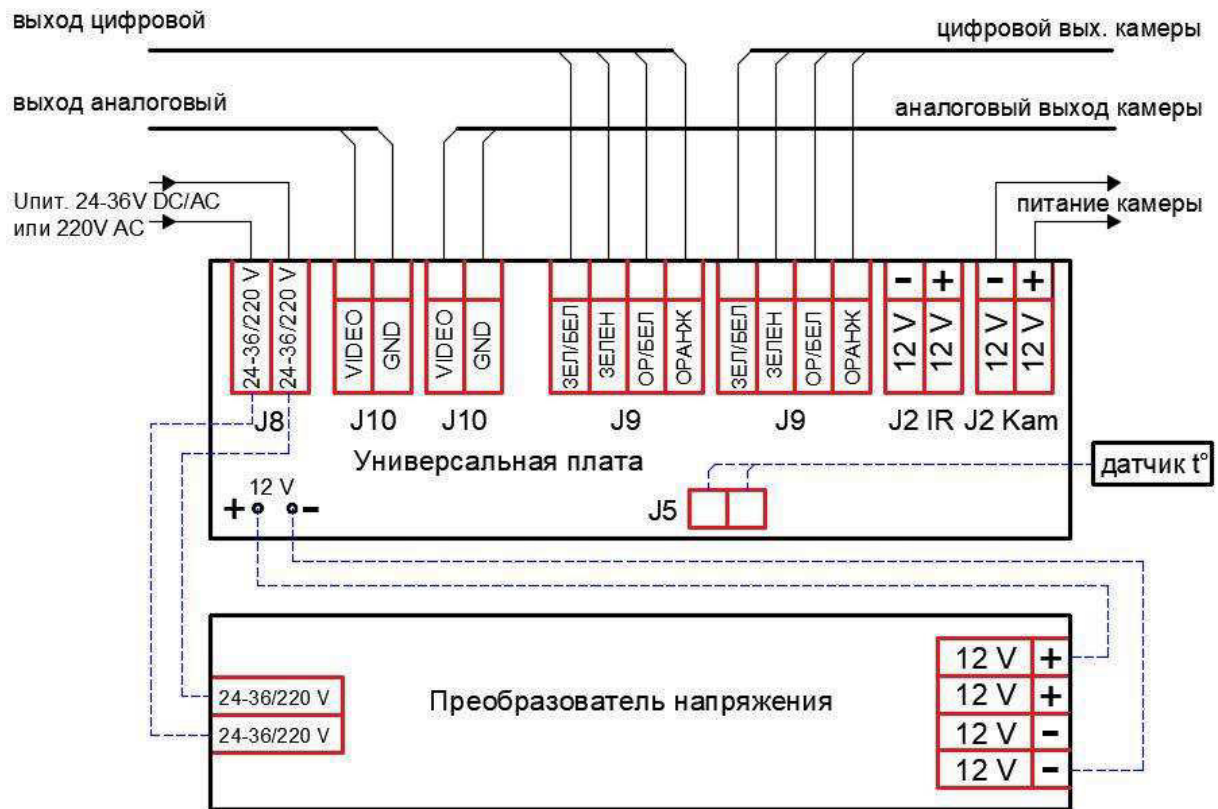 выход цифровой
цифровой вых. камеры
выход аналоговый
аналоговый выход камеры
Uпит. 24-36V DC/AC
или 220V AC
питание камеры
24-36/220 V
24-36/220 V
VIDEO
GND
VIDEO
GND
ЗЕЛ/БЕЛ
ЗЕЛЕН
ОР/БЕЛ
ОРАНЖ
ЗЕЛ/БЕЛ
ЗЕЛЕН
ОР/БЕЛ
ОРАНЖ
12 V -
12 V +
12 V -
12 V +
J8
J10
J10
J9
J9
J2 IR
J2 Kam
Универсальная плата
датчик t°
12 V
+ -
J5
12 V +
12 V +
12 V -
12 V -
24-36/220 V
24-36/220 V
Преобразователь напряжения